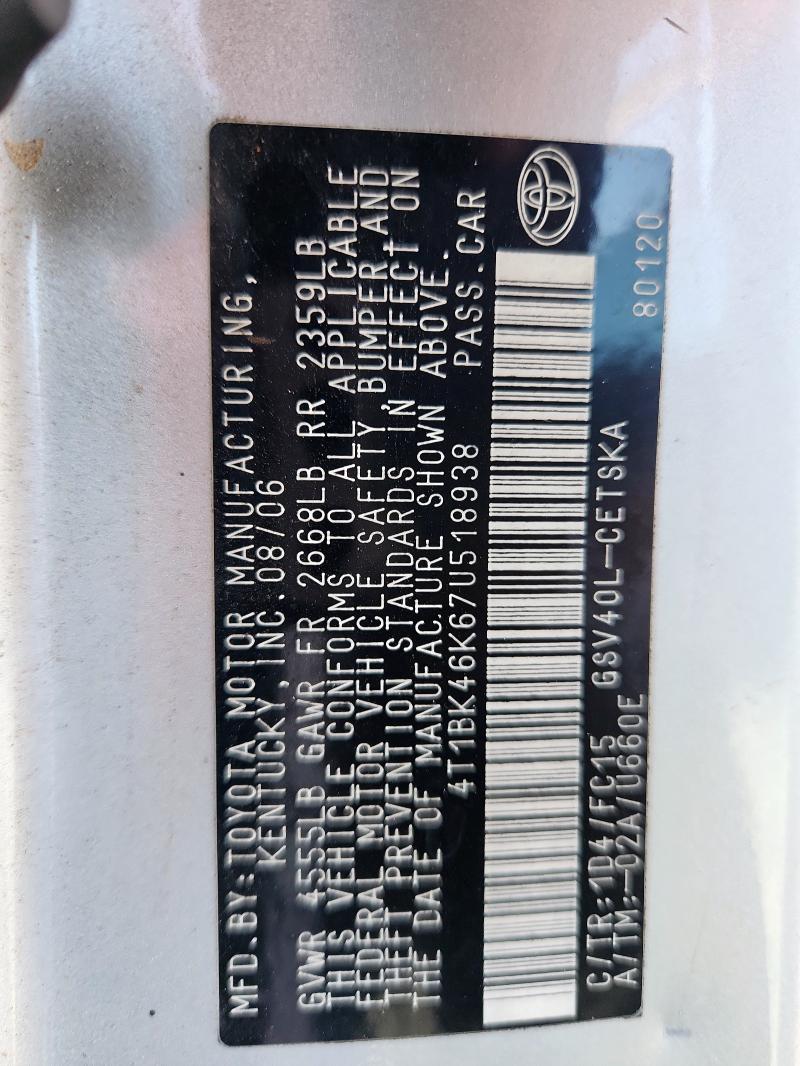 MFD.BY:TOYOTA MOTOR MANUFACTURING,
KENTUCKY,INC.08/06
GVWR 4555LB GAWR FR 2668LB RR 2359LB
THIS VEHICLE CONFORMS TO ALL APPLICABLE
FEDERAL MOTOR VEHICLE SAFETY,BUMPER,AND
THEFT PREVENTION STANDARDS IN EFFECT ON
THE DATE OF MANUFACTURE SHOWN ABOVE.
4T1BK46K67U518938 PASS.CAR
C/TR:1D4/FC15 GSV40L-CETSKA
A/TM:-02A/U660E 80120